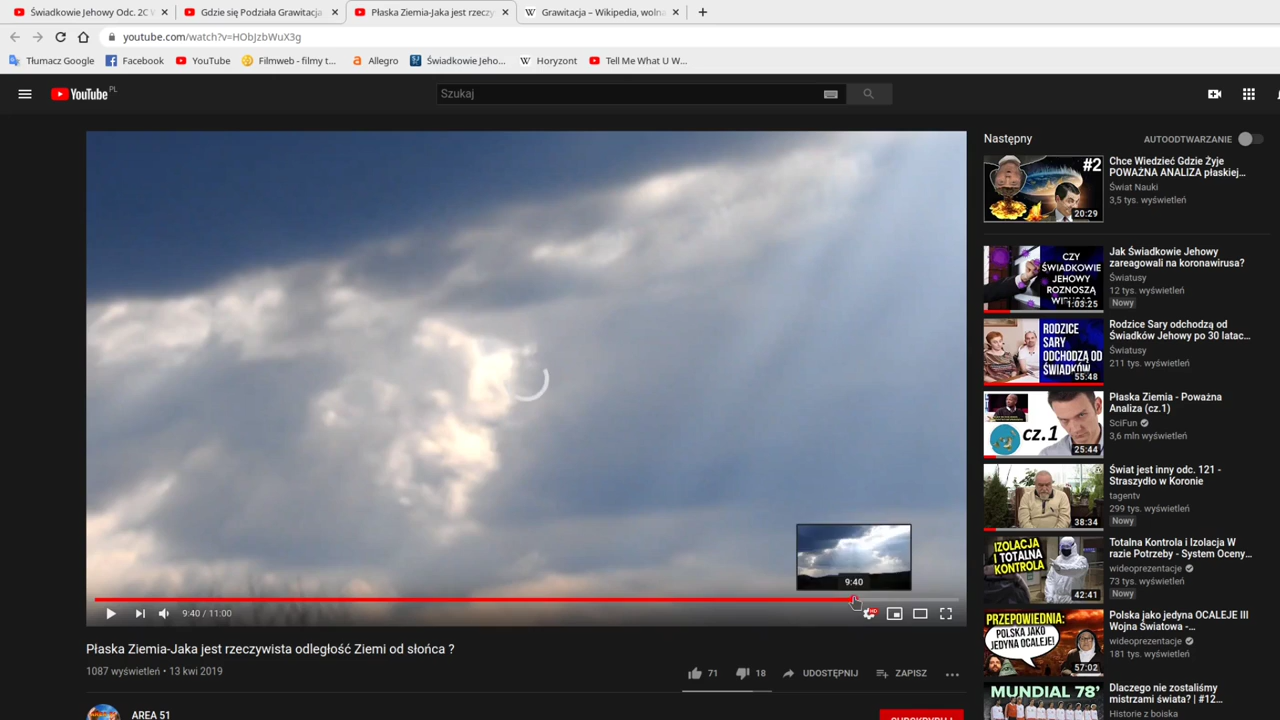 Świadkowie Jehowy Odc. 2C W
Gdzie się Podziała Grawitacja
Płaska Ziemia-Jaka jest rzeczy
Grawitacja – Wikipedia, wolna
youtube.com/watch?v=HObJzbWuX3g
Tłumacz Google
Facebook
YouTube
Filmweb - filmy t...
Allegro
Świadkowie Jeho...
Horyzont
Tell Me What U W...
YouTube PL
Szukaj
Następny
AUTOODTWARZANIE
#2
20:29
Chce Wiedzieć Gdzie Żyje
POWAŻNA ANALIZA płaskiej...
Świat Nauki
3,5 tys. wyświetleń
CZY
ŚWIADKOWIE
JEHOWY
ROZNOSZĄ
1:03:25
Jak Świadkowie Jehowy
zareagowali na koronawirusa?
Światusy
12 tys. wyświetleń
Nowy
RODZICE
SARY
ODCHODZĄ OD
ŚWIADKÓW
55:48
Rodzice Sary odchodzą od
Świadków Jehowy po 30 latac...
Światusy
211 tys. wyświetleń
cz.1
25:44
Płaska Ziemia - Poważna
Analiza (cz.1)
SciFun
3,6 mln wyświetleń
38:34
Świat jest inny odc. 121 -
Straszydło w Koronie
tagentv
299 tys. wyświetleń
Nowy
IZOLACJA
I TOTALNA
KONTROLA
42:41
Totalna Kontrola i Izolacja W
razie Potrzeby - System Oceny...
wideoprezentacje
73 tys. wyświetleń
Nowy
PRZEPOWIEDNIA:
POLSKA JAKO
JEDYNA OCALEJE!
57:02
Polska jako jedyna OCALEJE III
Wojna Światowa -...
wideoprezentacje
181 tys. wyświetleń
MUNDIAL 78'
Dlaczego nie zostaliśmy
mistrzami świata? | #12...
Historie z boiska
9:40
9:40 / 11:00
HD
Płaska Ziemia-Jaka jest rzeczywista odległość Ziemi od słońca ?
1087 wyświetleń • 13 kwi 2019
71
18
UDOSTĘPNIJ
ZAPISZ
AREA 51
SUBSKRYBUJ